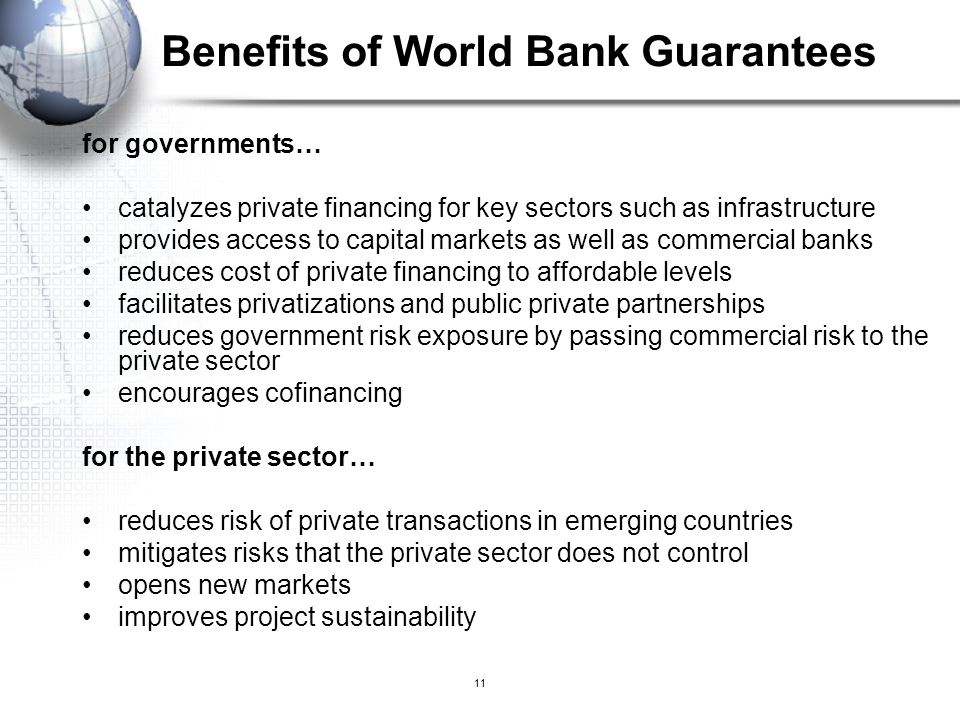 Benefits of World Bank Guarantees
for governments…
• catalyzes private financing for key sectors such as infrastructure
• provides access to capital markets as well as commercial banks
• reduces cost of private financing to affordable levels
• facilitates privatizations and public private partnerships
• reduces government risk exposure by passing commercial risk to the
private sector
• encourages cofinancing
for the private sector…
• reduces risk of private transactions in emerging countries
• mitigates risks that the private sector does not control
• opens new markets
• improves project sustainability
11